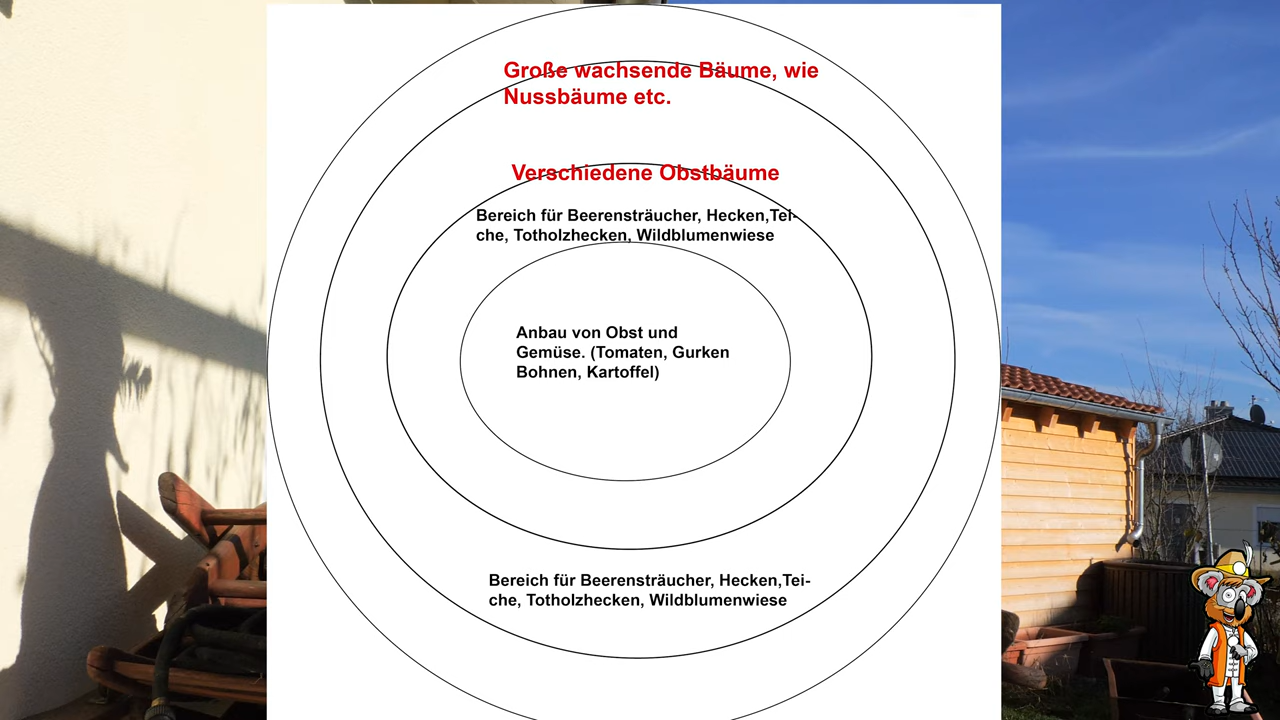 Große wachsende Bäume, wie
Nussbäume etc.
Verschiedene Obstbäume
Bereich für Beerensträucher, Hecken,Tei-
che, Totholzhecken, Wildblumenwiese
Anbau von Obst und
Gemüse. (Tomaten, Gurken
Bohnen, Kartoffel)
Bereich für Beerensträucher, Hecken,Tei-
che, Totholzhecken, Wildblumenwiese